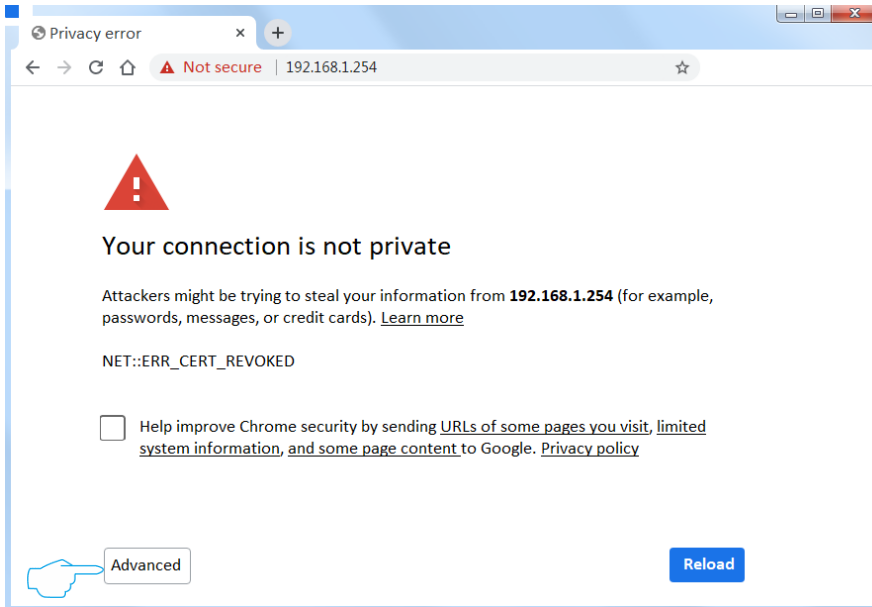 Privacy error
Not secure 192.168.1.254
Your connection is not private
Attackers might be trying to steal your information from 192.168.1.254 (for example,
passwords, messages, or credit cards). Learn more
NET::ERR_CERT_REVOKED
Help improve Chrome security by sending URLs of some pages you visit, limited
system information, and some page content to Google. Privacy policy
Advanced
Reload